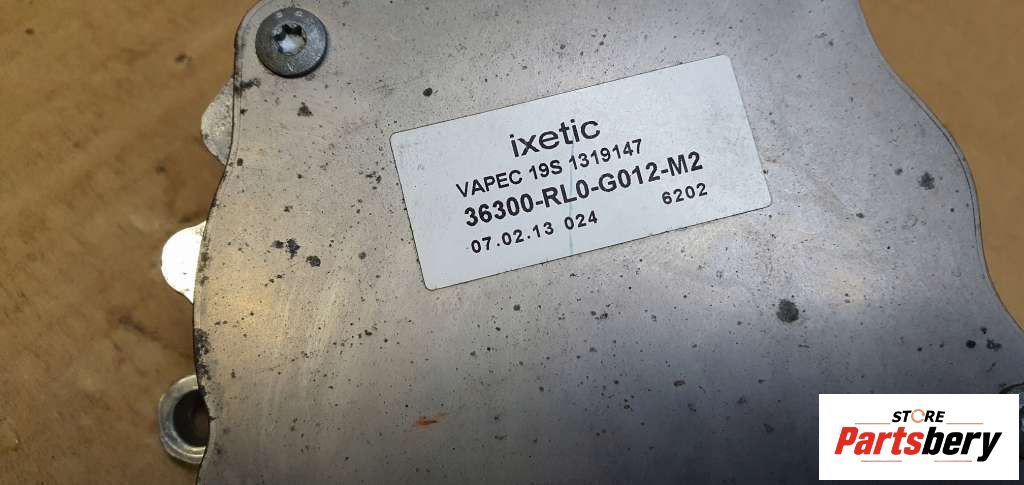 ixetic
VAPEC 19S 1319147
36300-RL0-G012-M2
07.02.13 024 6202
STORE
Partsbery